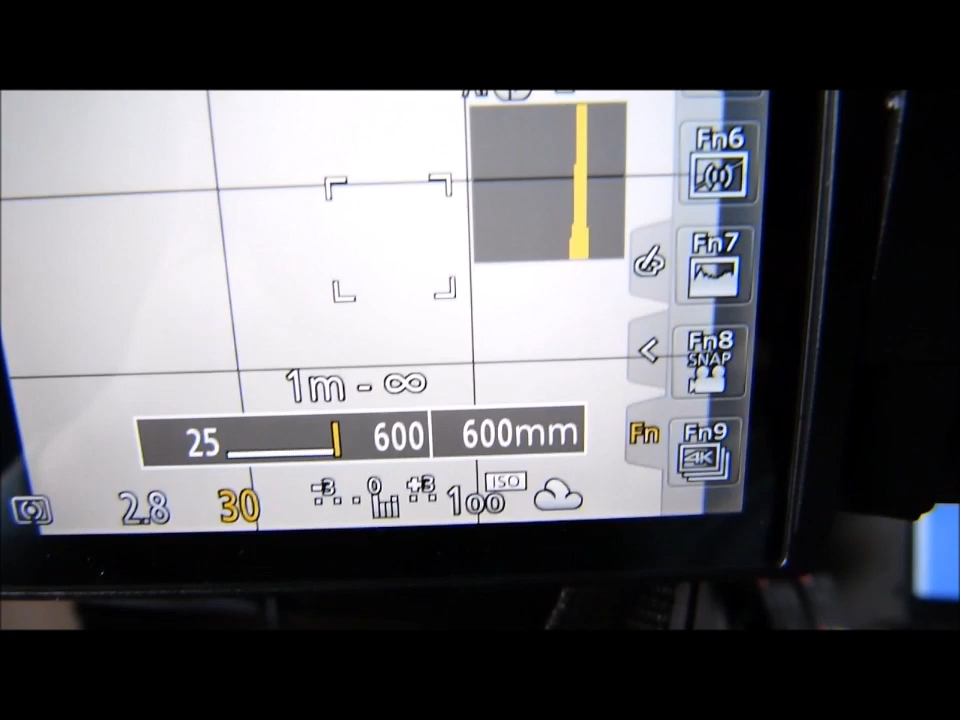 Fn6
Fn7
Fn8
SNAP
1m - ∞
25 600 600mm
Fn
Fn9
4K
2.8 30 -3 0 +3 100 ISO